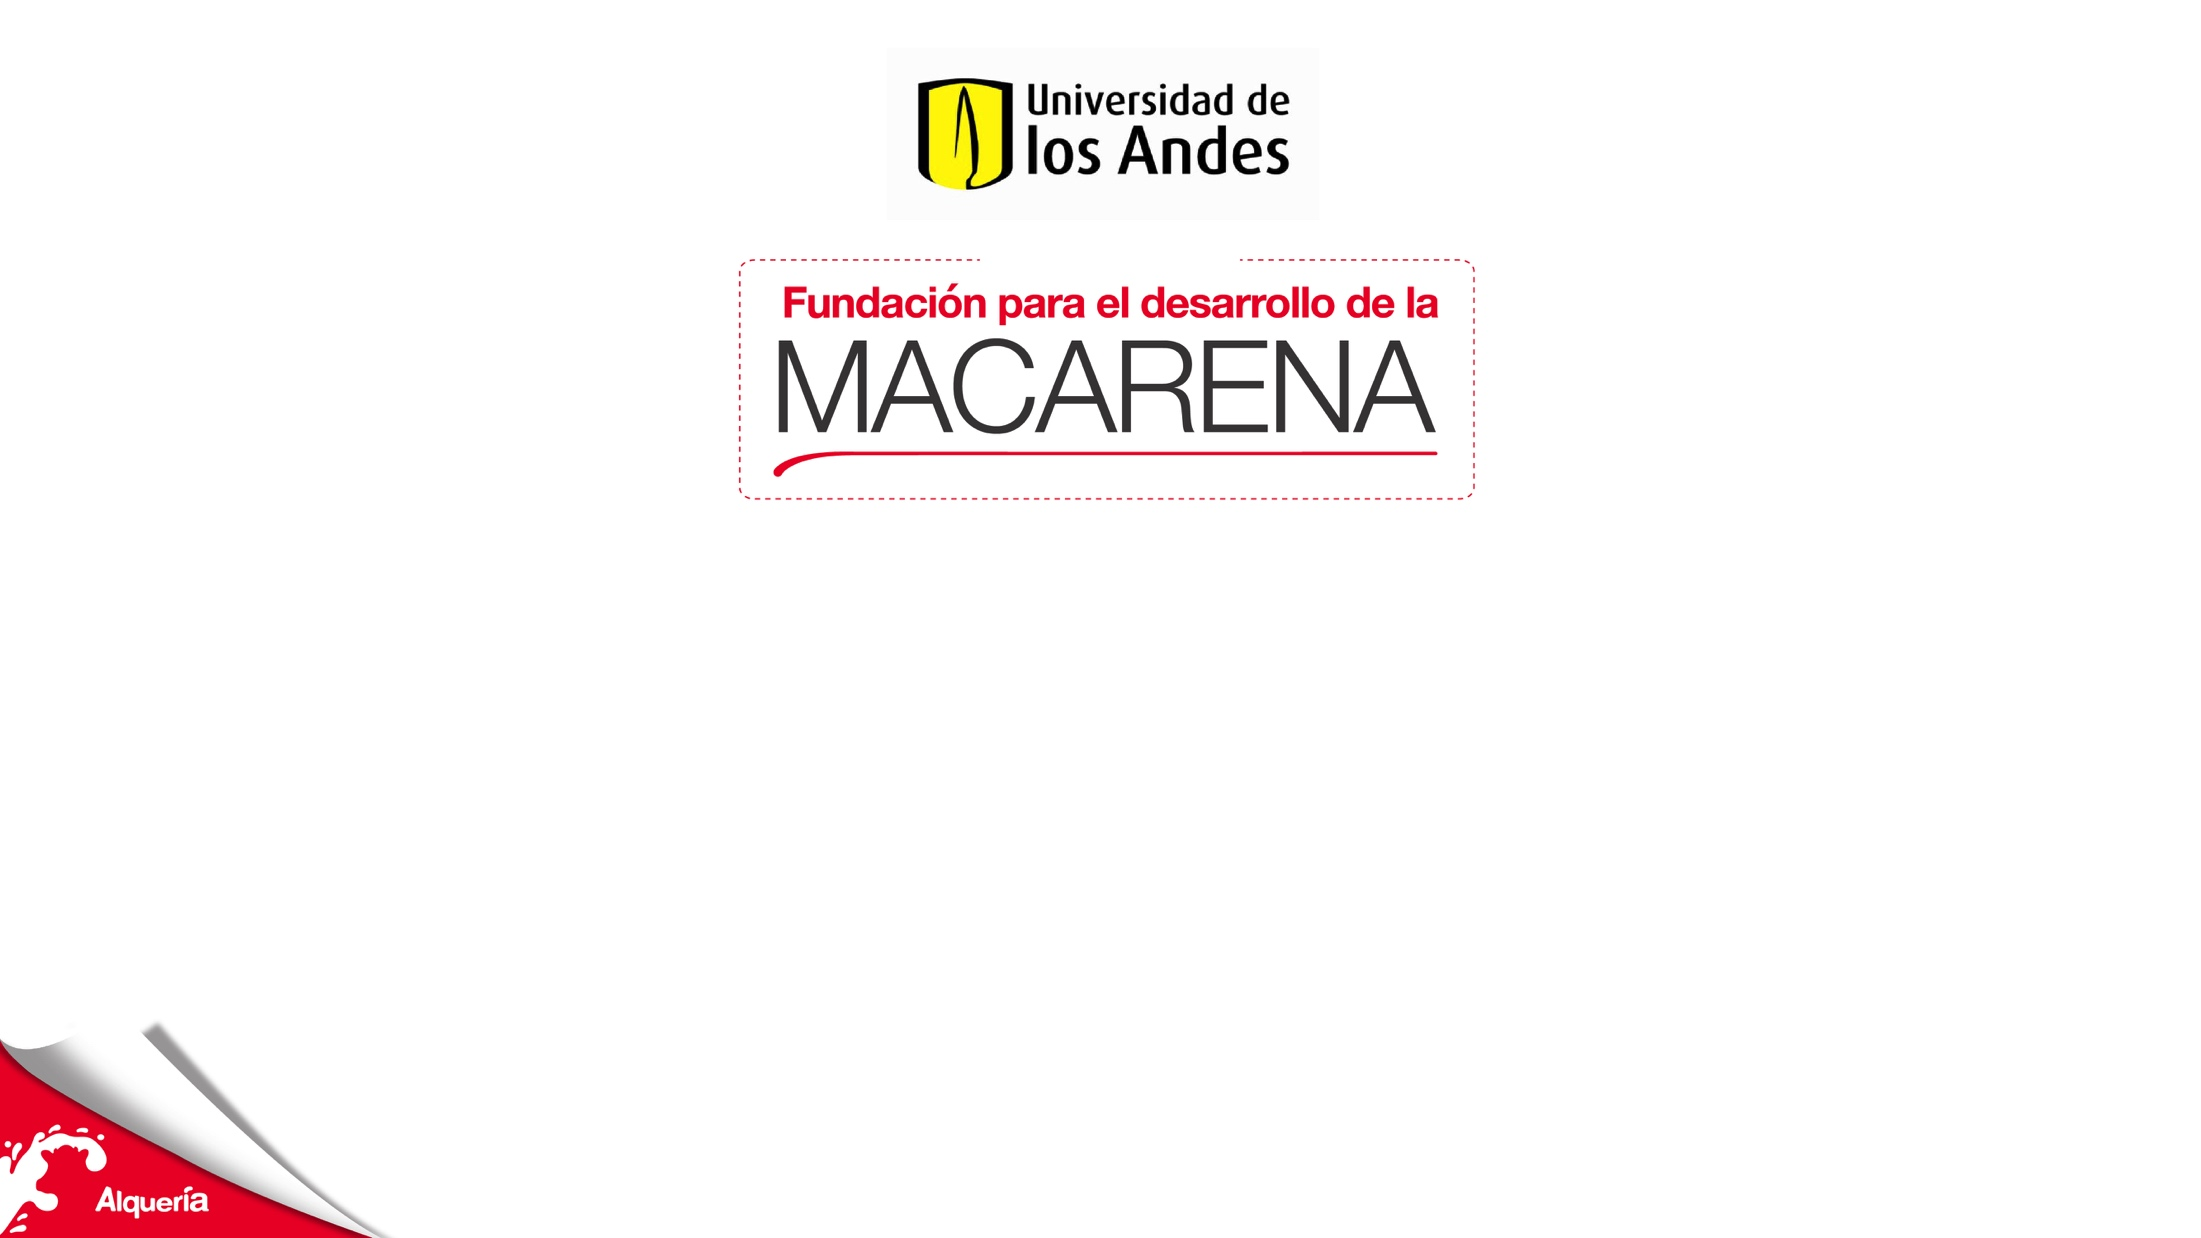 Universidad de
los Andes
Fundación para el desarrollo de la
MACARENA
Alquería